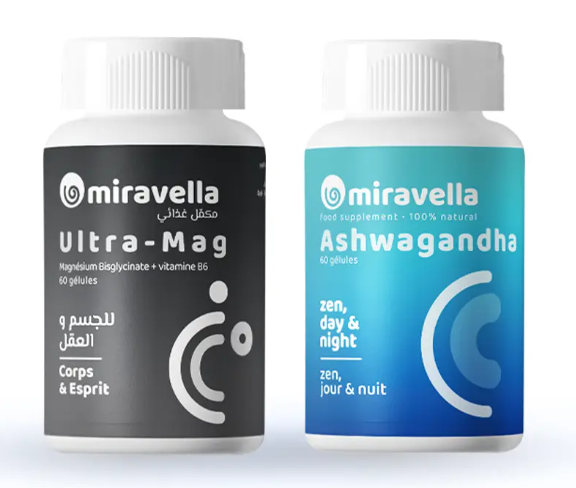 miravella
مكمّل غذائي
Ultra-Mag
Magnésium Bisglycinate + vitamine B6
60 gélules
للجسم و
العقل
Corps
& Esprit
miravella
food supplement - 100% natural
Ashwagandha
60 gélules
zen,
day &
night
zen,
jour & nuit